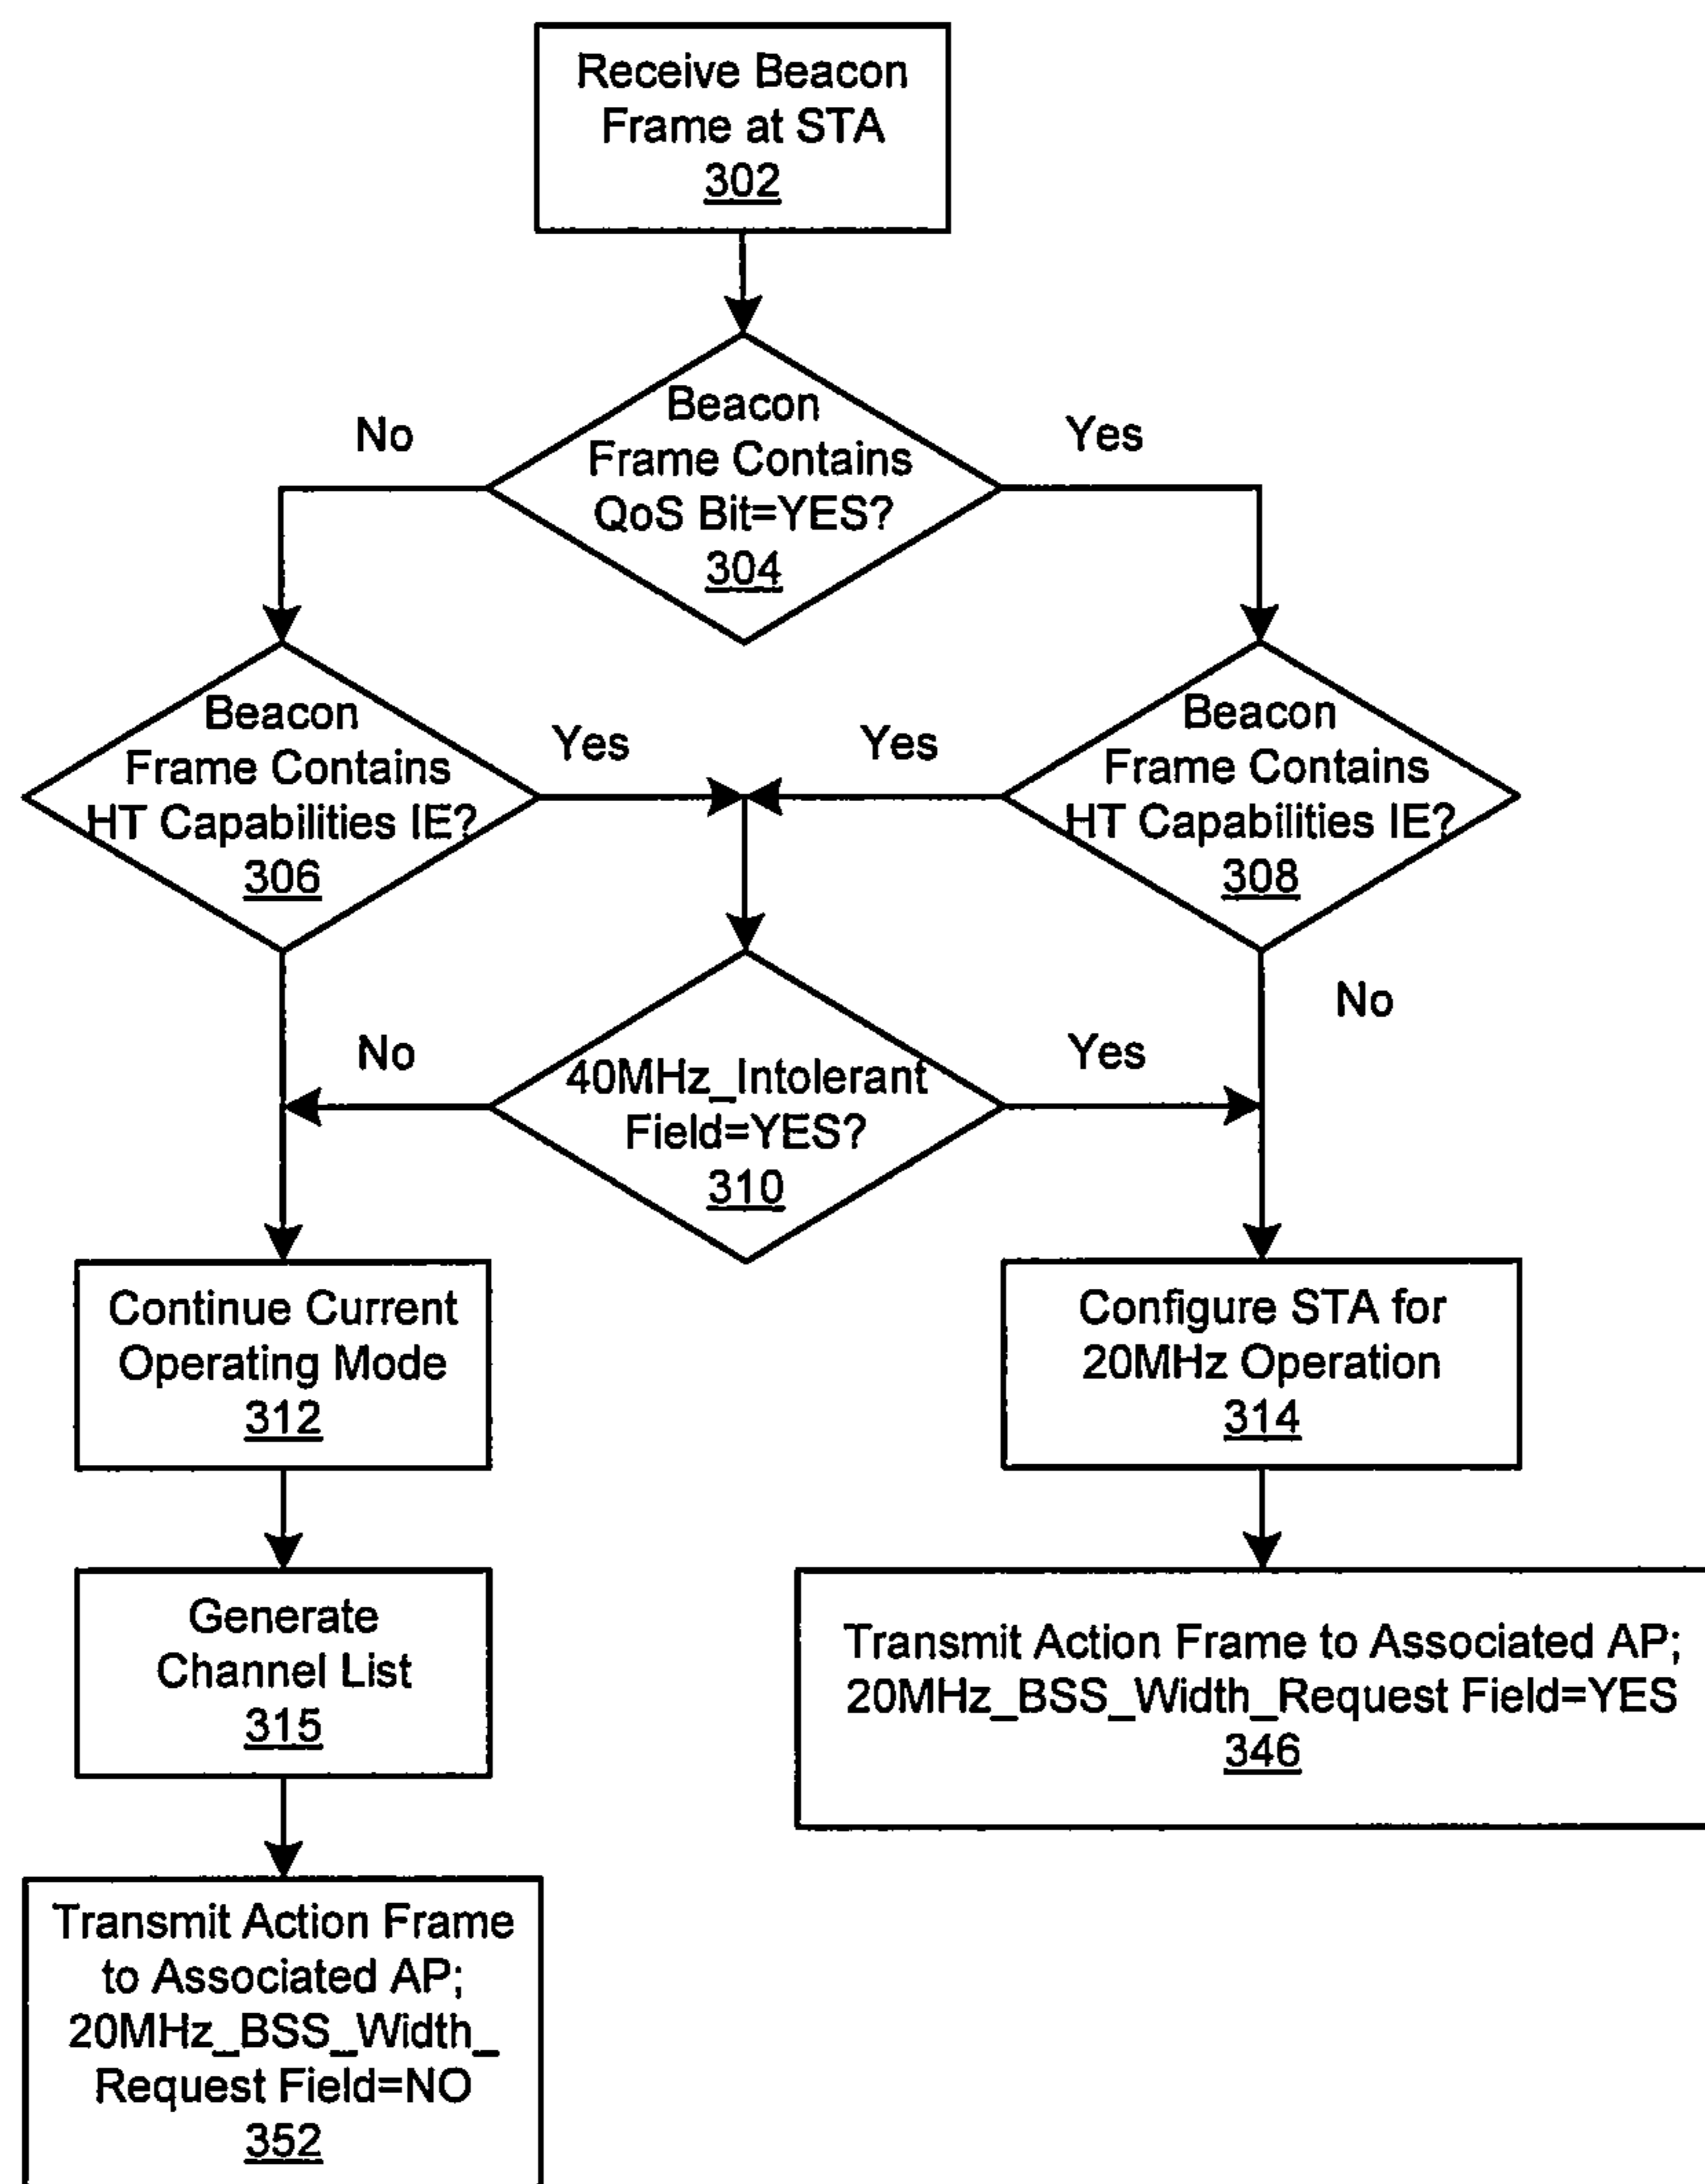 Receive Beacon
Frame at STA
302
No
Yes
Beacon
Frame Contains
QoS Bit=YES?
304
Beacon
Frame Contains
HT Capabilities IE?
306
Yes
Yes
Beacon
Frame Contains
HT Capabilities IE?
308
No
No
Yes
40MHz_Intolerant
Field=YES?
310
Continue Current
Operating Mode
312
Configure STA for
20MHz Operation
314
Generate
Channel List
315
Transmit Action Frame to Associated AP;
20MHz_BSS_Width_Request Field=YES
346
Transmit Action Frame
to Associated AP;
20MHz_BSS_Width_
Request Field=NO
352